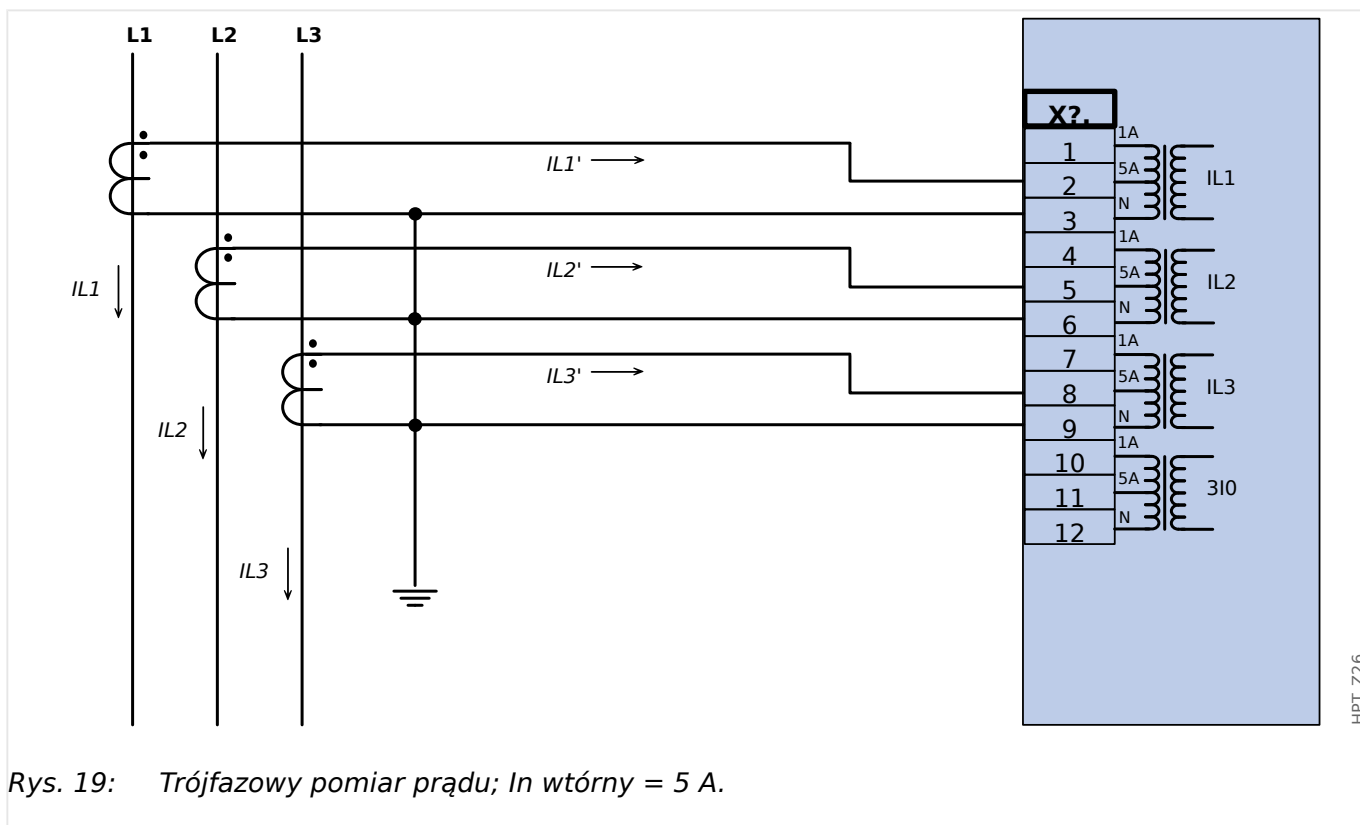 L1 L2 L3
X?.
1 1A
2 5A IL1
3 N
4 1A
5 5A IL2
6 N
7 1A
8 5A IL3
9 N
10 1A
11 5A 3I0
12 N
IL1'
IL2'
IL3'
IL1
IL2
IL3
HPT_Z26
Rys. 19: Trójfazowy pomiar prądu; In wtórny = 5 A.